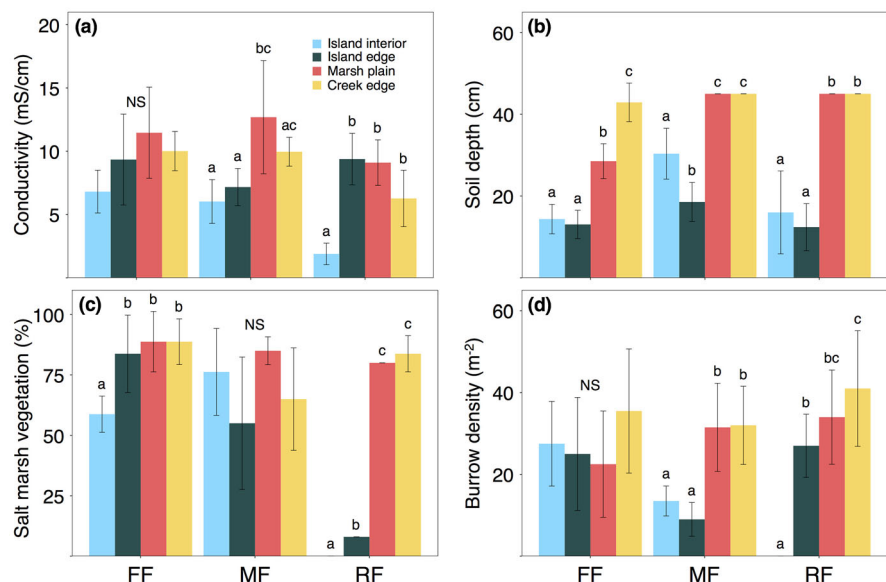 (a)
Conductivity (mS/cm)
20
15
10
5
NS
a
a
bc
ac
a
b
b
b
Island interior
Island edge
Marsh plain
Creek edge
(b)
Soil depth (cm)
60
40
20
a
a
b
c
a
b
c
c
a
a
b
b
(c)
Salt marsh vegetation (%)
100
75
50
25
a
b
b
b
NS
a
b
c
c
FF
MF
RF
(d)
Burrow density (m-2)
60
40
20
NS
a
a
b
b
a
b
bc
c
FF
MF
RF